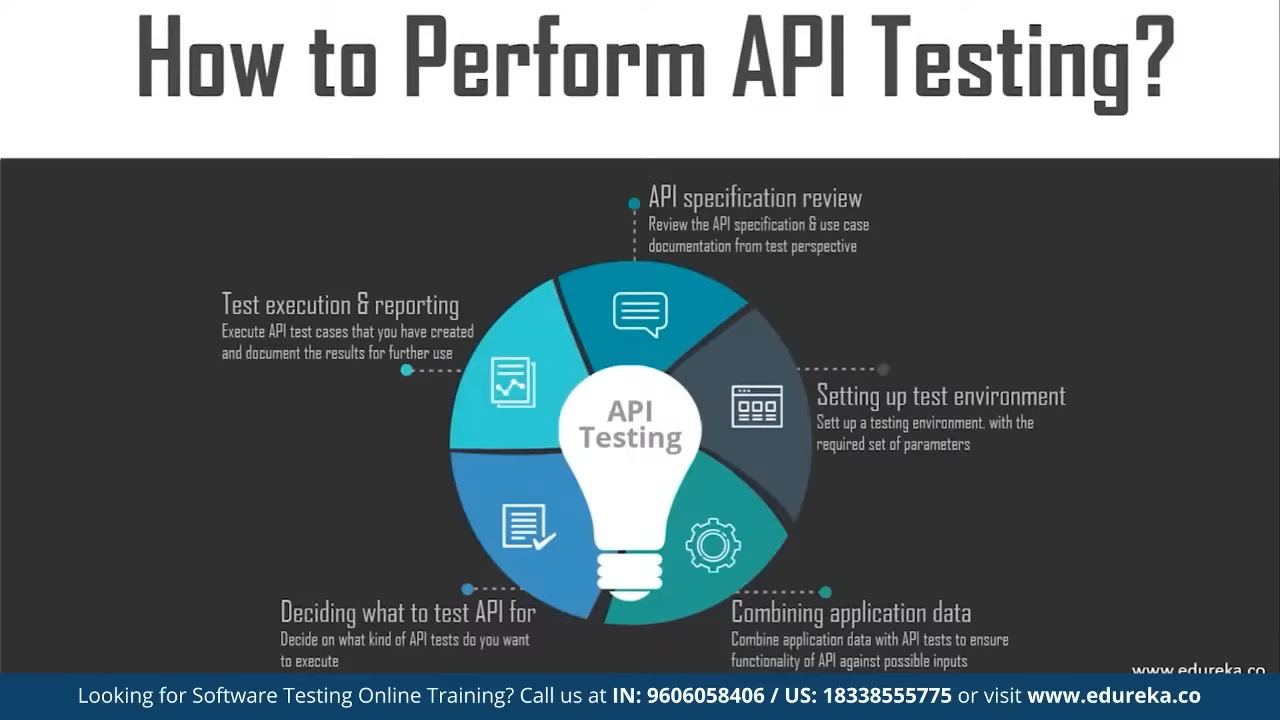 How to Perform API Testing?
API specification review
Review the API specification & use case
documentation from test perspective
Test execution & reporting
Execute API test cases that you have created
and document the results for further use
API
Testing
Setting up test environment
Sett up a testing environment, with the
required set of parameters
Deciding what to test API for
Decide on what kind of API tests do you want
to execute
Combining application data
Combine application data with API tests to ensure
functionality of API against possible inputs
www.edureka.co
Looking for Software Testing Online Training? Call us at IN: 9606058406 / US: 18338555775 or visit www.edureka.co